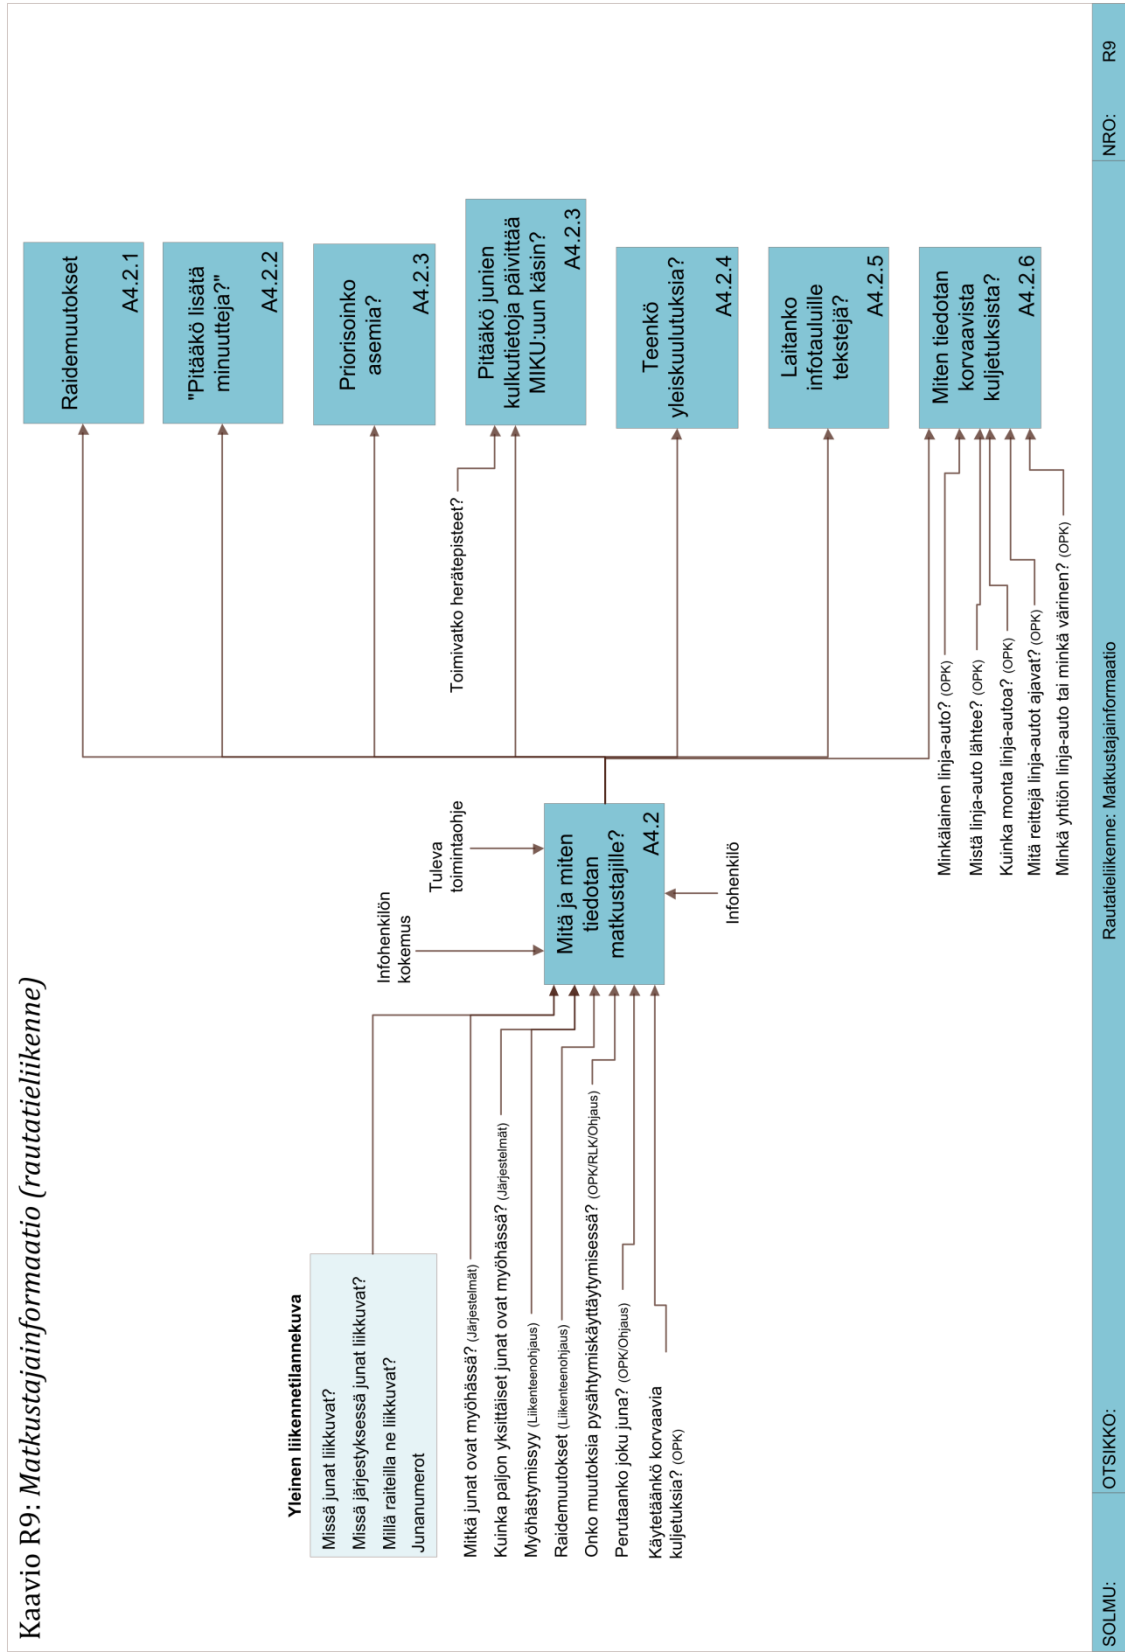 Kaavio R9: Matkustajainformaatio (rautatieliikenne)
Yleinen liikennetilannekuva
Missä junat liikkuvat?
Missä järjestyksessä junat liikkuvat?
Millä raiteilla ne liikkuvat?
Junanumerot
Mitkä junat ovat myöhässä? (Järjestelmät)
Kuinka paljon yksittäiset junat ovat myöhässä? (Järjestelmät)
Myöhästymissyy (Liikenteenohjaus)
Raidemuutokset (Liikenteenohjaus)
Onko muutoksia pysähtymiskäyttäytymisessä? (OPK/RLK/Ohjaus)
Perutaanko joku juna? (OPK/Ohjaus)
Käytetäänkö korvaavia
kuljetuksia? (OPK)
Infohenkilön
kokemus
Tuleva
toimintaohje
Mitä ja miten
tiedotan
matkustajille?
A4.2
Infohenkilö
Raidemuutokset
A4.2.1
"Pitääkö lisätä
minuutteja?"
A4.2.2
Priorisoinko
asemia?
A4.2.3
Toimivatko herätepisteet?
Pitääkö junien
kulkutietoja päivittää
MIKU:uun käsin?
A4.2.3
Teenkö
yleiskuulutuksia?
A4.2.4
Laitanko
infotauluille
tekstejä?
A4.2.5
Miten tiedotan
korvaavista
kuljetuksista?
A4.2.6
Minkälainen linja-auto? (OPK)
Mistä linja-auto lähtee? (OPK)
Kuinka monta linja-autoa? (OPK)
Mitä reittejä linja-autot ajavat? (OPK)
Minkä yhtiön linja-auto tai minkä värinen? (OPK)
SOLMU:
OTSIKKO:
Rautatieliikenne: Matkustajainformaatio
NRO:
R9